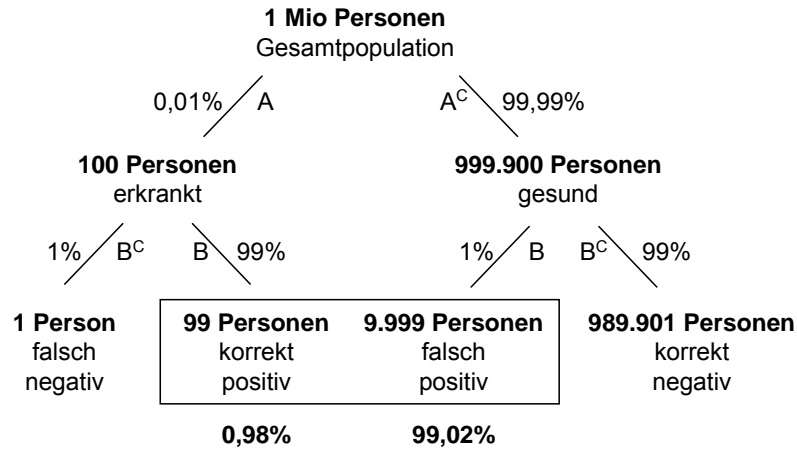 1 Mio Personen
Gesamtpopulation
0,01% A A^C 99,99%
100 Personen 999.900 Personen
erkrankt gesund
1% B^C B 99% 1% B B^C 99%
1 Person 99 Personen 9.999 Personen 989.901 Personen
falsch korrekt falsch korrekt
negativ positiv positiv negativ
0,98% 99,02%